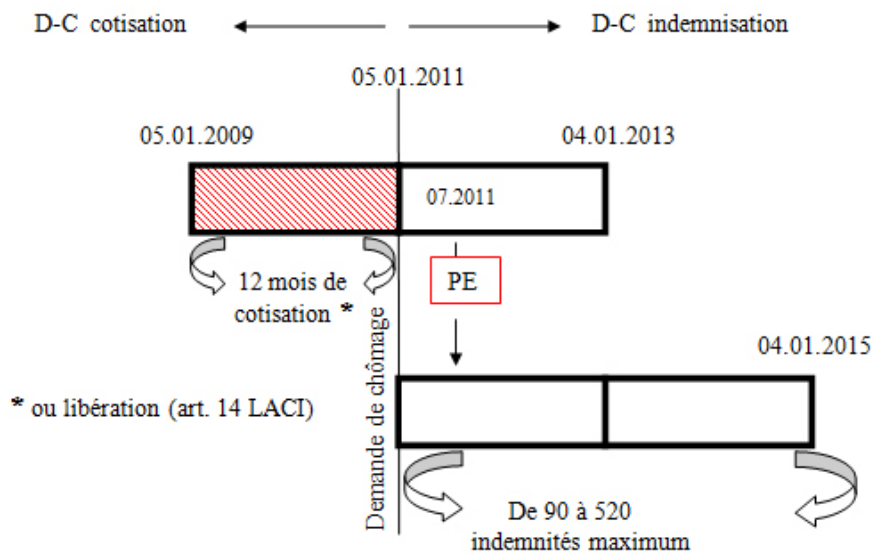 D-C cotisation
D-C indemnisation
05.01.2011
05.01.2009
04.01.2013
07.2011
12 mois de
cotisation *
PE
Demande de chômage
04.01.2015
* ou libération (art. 14 LACI)
De 90 à 520
indemnités maximum